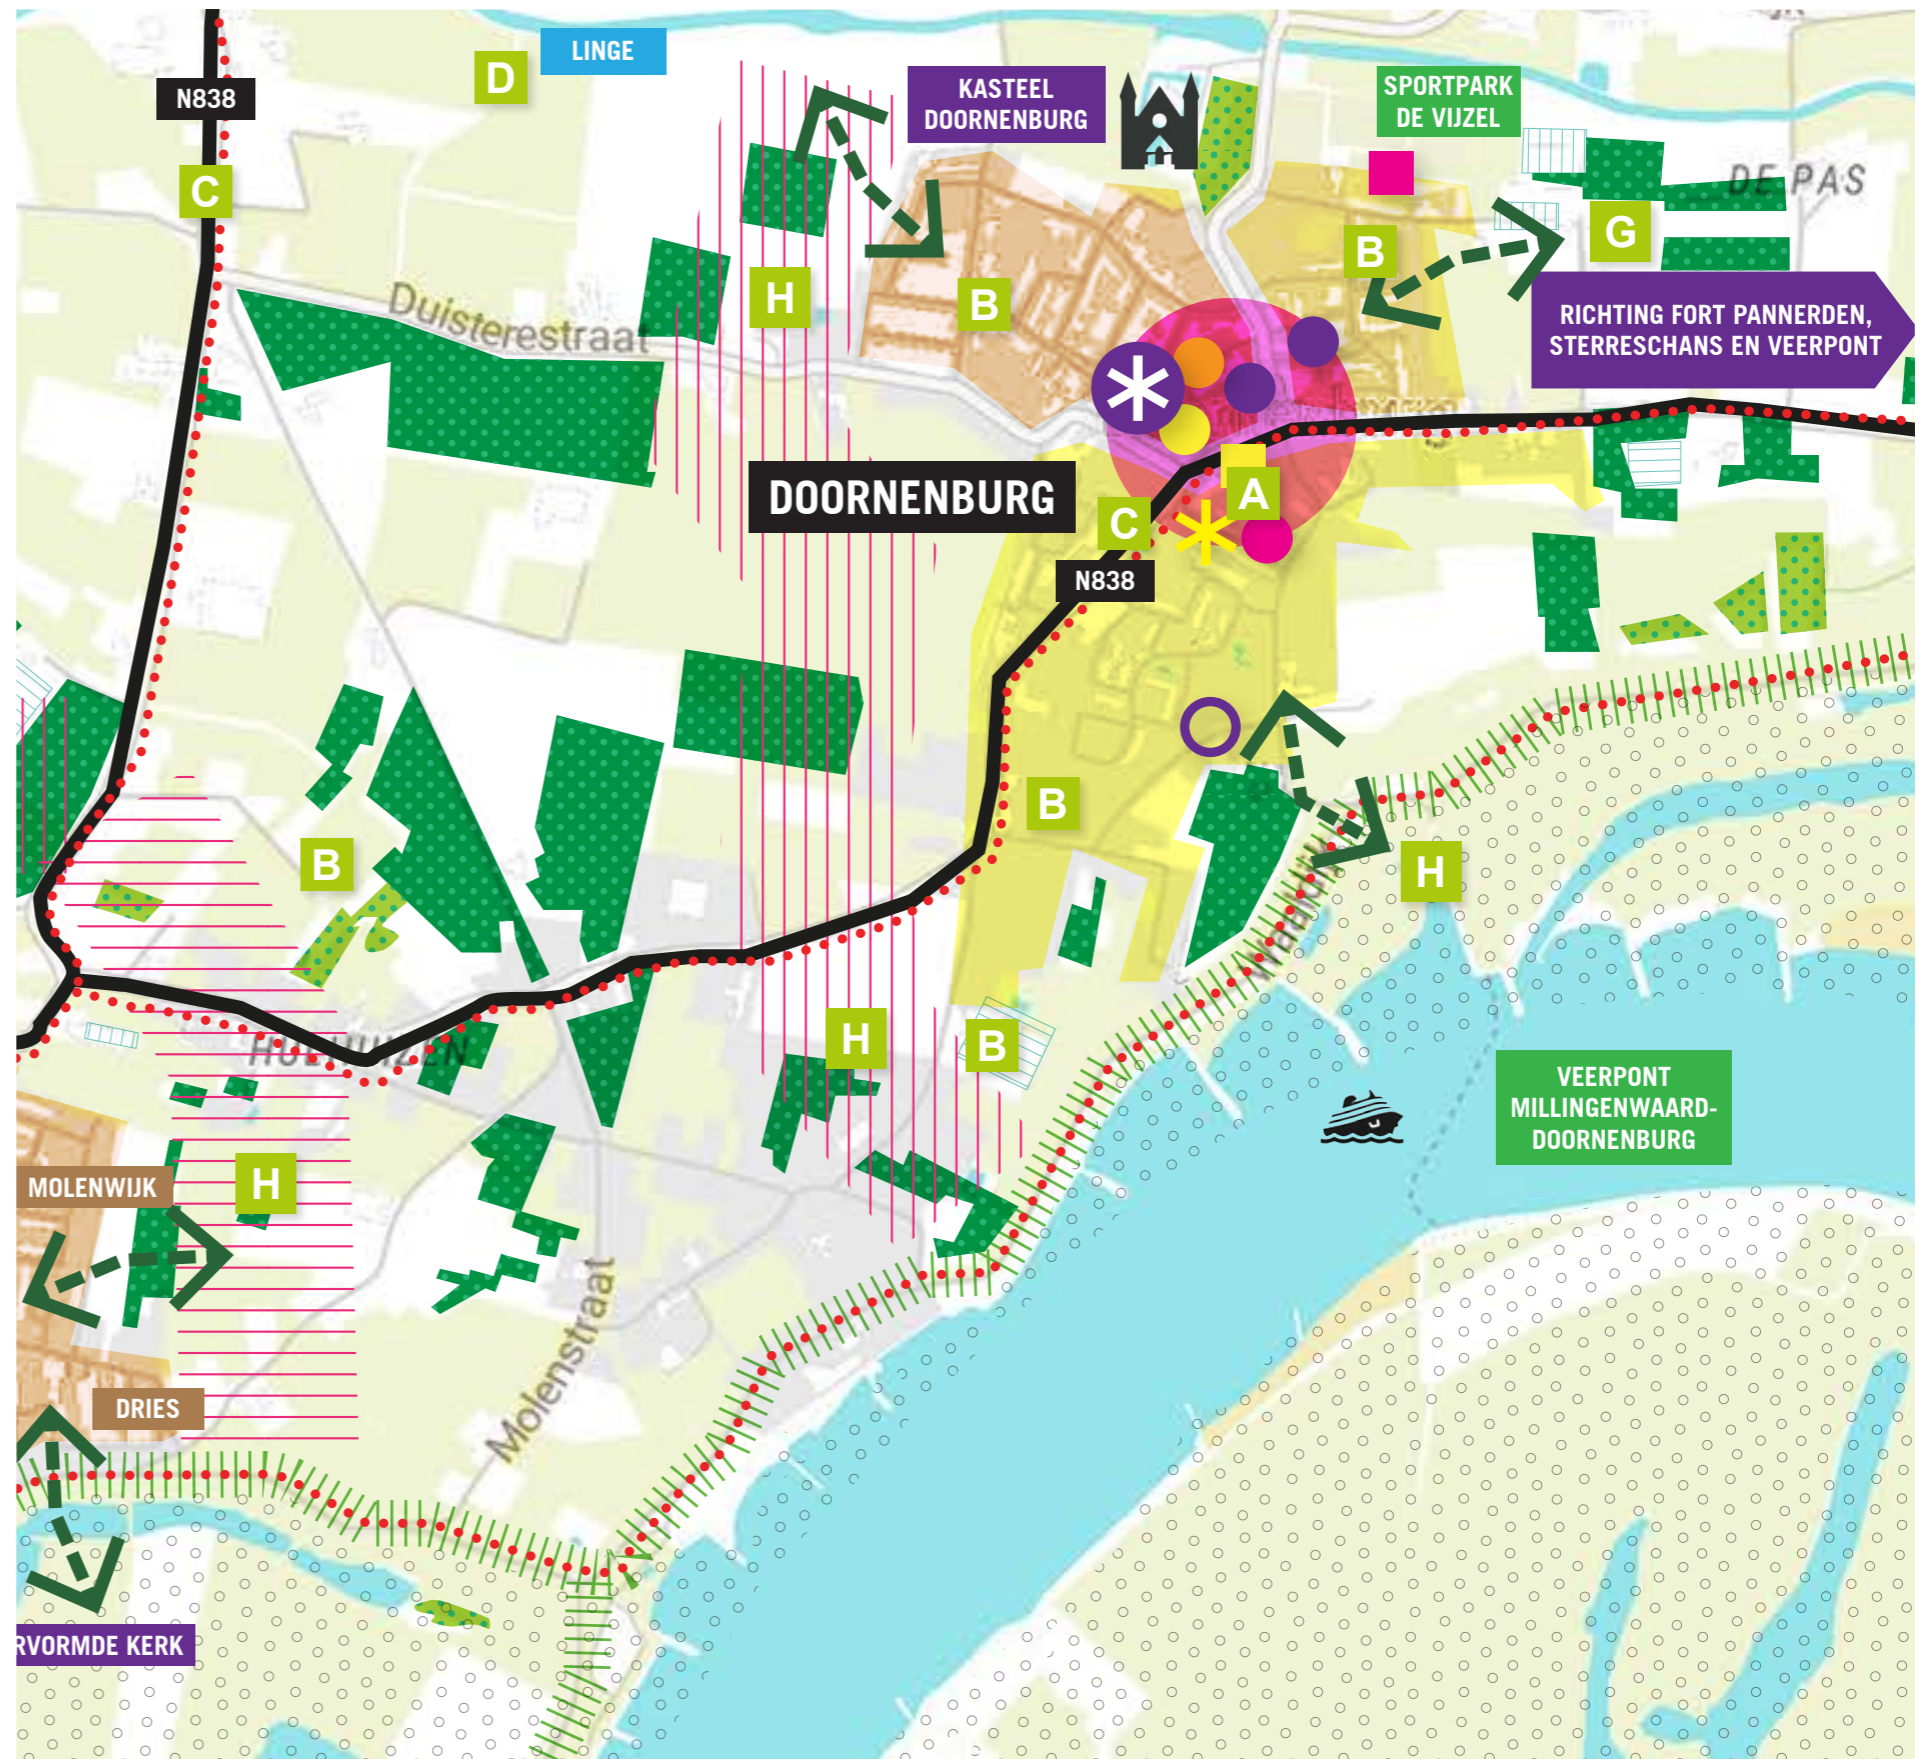 LINGE
D
N838
C
KASTEEL
DOORNENBURG
SPORTPARK
DE VIJZEL
DE PAS
G
B
H
B
Duisterestraat
RICHTING FORT PANNERDEN,
STERRESCHANS EN VEERPONT
DOORNENBURG
A
C
N838
B
B
H
H
B
HULHUIZEN
VEERPONT
MILLINGENWAARD-
DOORNENBURG
MOLENWIJK
H
Molenstraat
DRIES
RVORMDE KERK